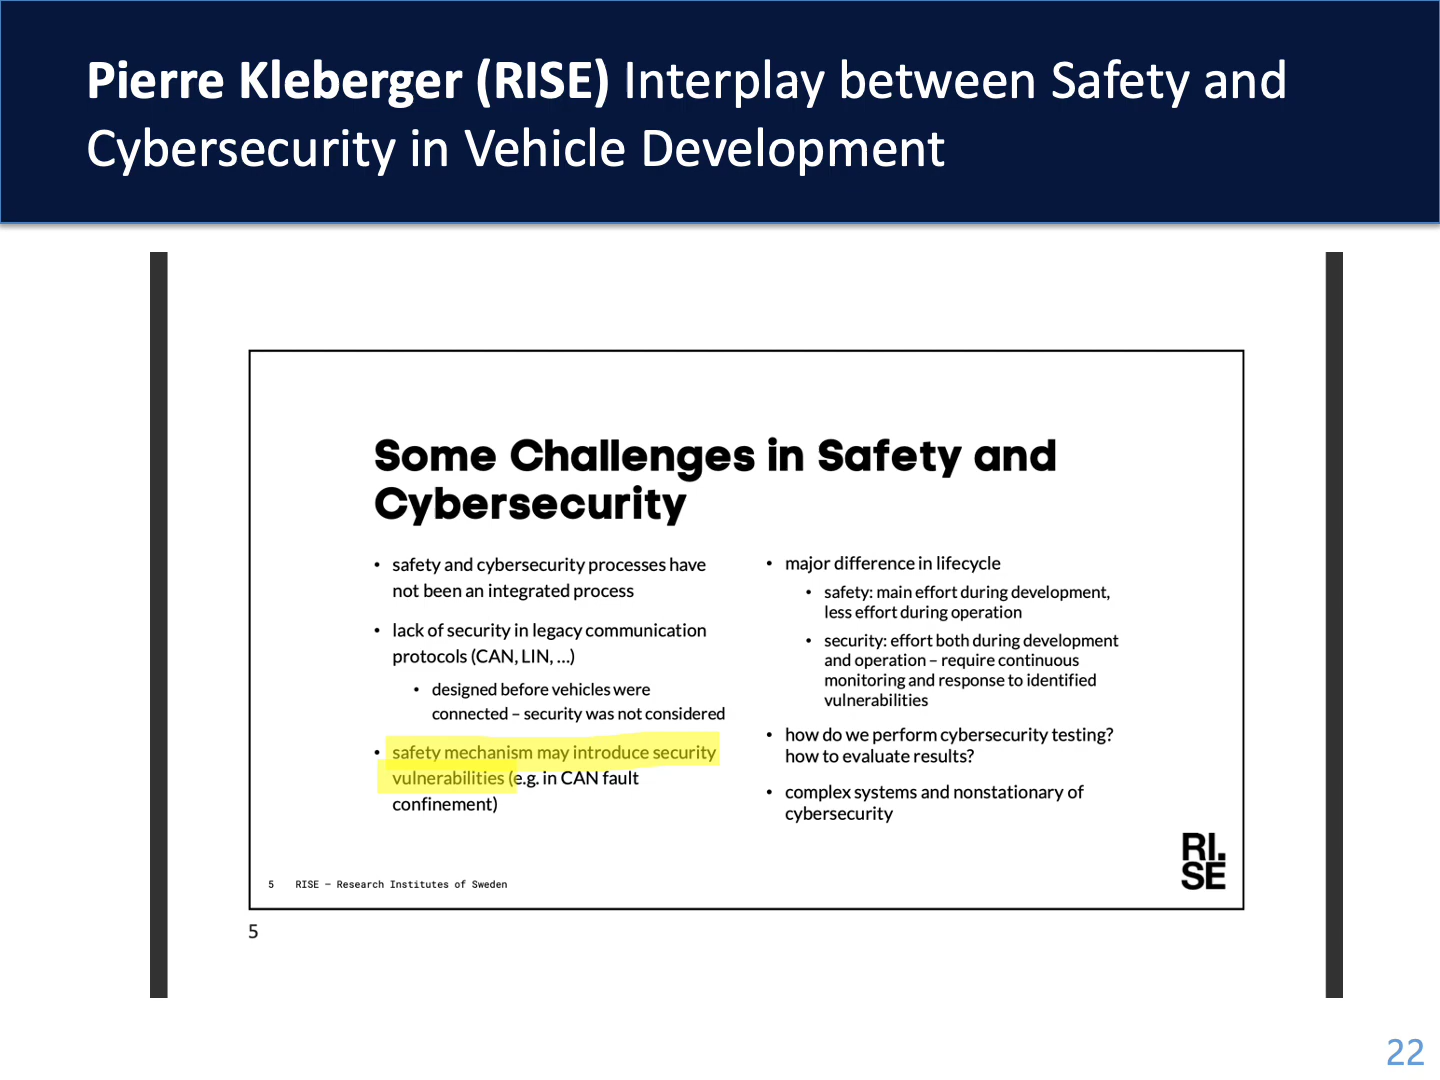 Pierre Kleberger (RISE) Interplay between Safety and
Cybersecurity in Vehicle Development
Some Challenges in Safety and
Cybersecurity
• safety and cybersecurity processes have
not been an integrated process
• lack of security in legacy communication
protocols (CAN, LIN, ...)
• designed before vehicles were
connected – security was not considered
• safety mechanism may introduce security
vulnerabilities (e.g. in CAN fault
confinement)
• major difference in lifecycle
• safety: main effort during development,
less effort during operation
• security: effort both during development
and operation – require continuous
monitoring and response to identified
vulnerabilities
• how do we perform cybersecurity testing?
how to evaluate results?
• complex systems and nonstationary of
cybersecurity
RI.
SE
5 RISE — Research Institutes of Sweden
5
22